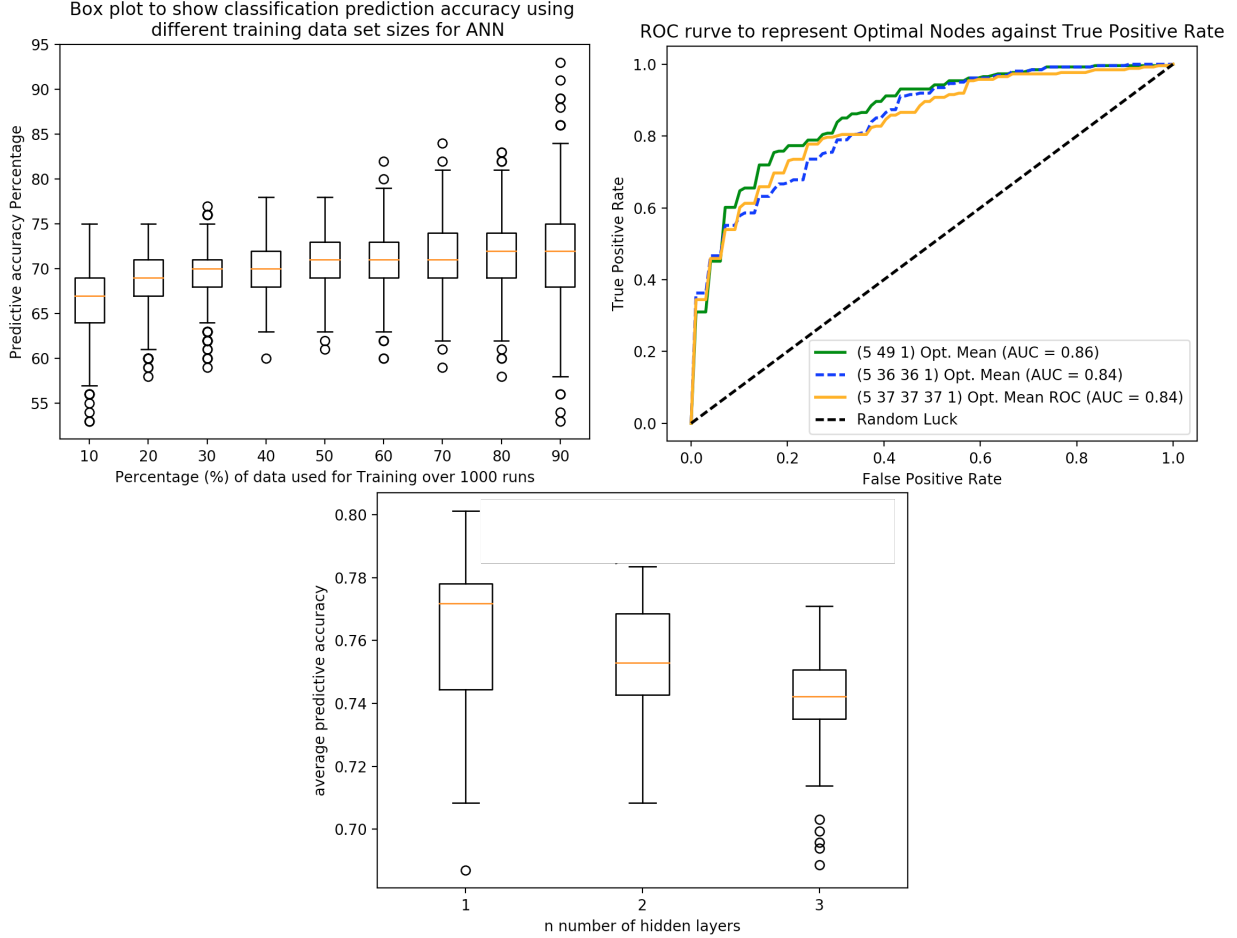 Box plot to show classification prediction accuracy using
different training data set sizes for ANN
Predictive accuracy Percentage
95
90
85
80
75
70
65
60
55
10 20 30 40 50 60 70 80 90
Percentage (%) of data used for Training over 1000 runs
ROC rurve to represent Optimal Nodes against True Positive Rate
True Positive Rate
1.0
0.8
0.6
0.4
0.2
0.0
(5 49 1) Opt. Mean (AUC = 0.86)
(5 36 36 1) Opt. Mean (AUC = 0.84)
(5 37 37 37 1) Opt. Mean ROC (AUC = 0.84)
Random Luck
0.0 0.2 0.4 0.6 0.8 1.0
False Positive Rate
average predictive accuracy
0.80
0.78
0.76
0.74
0.72
0.70
1 2 3
n number of hidden layers